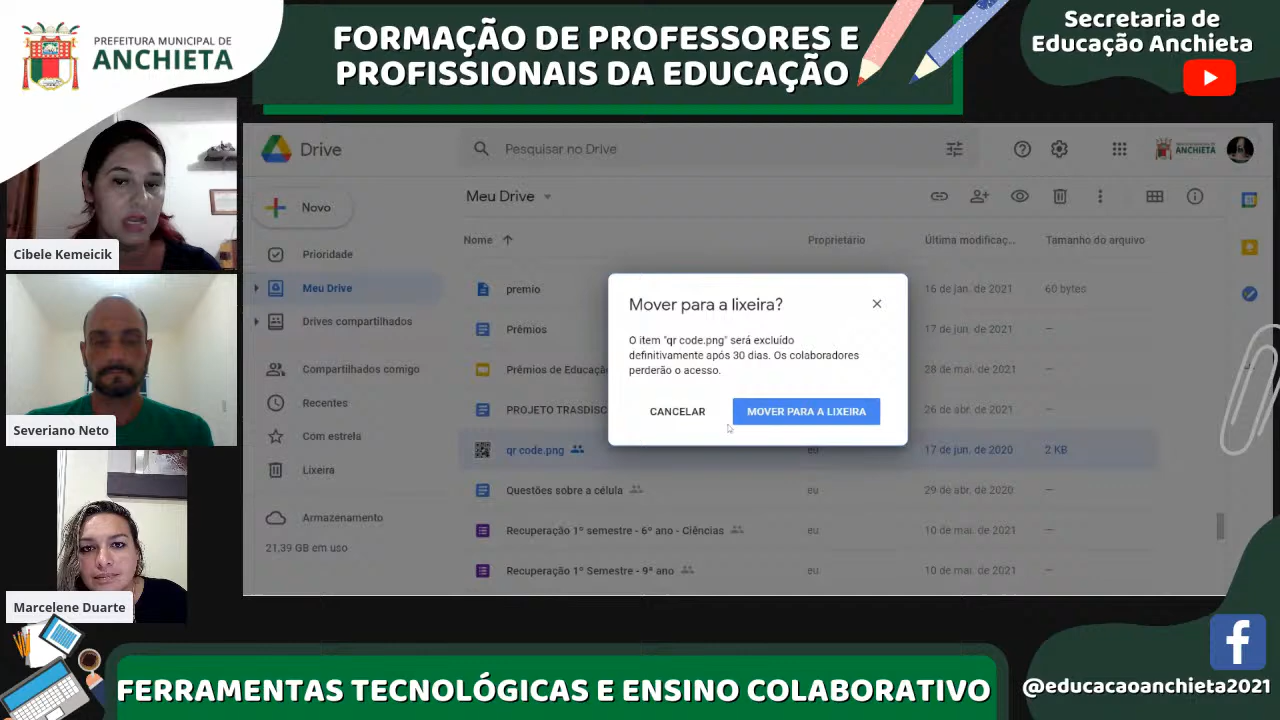 PREFEITURA MUNICIPAL DE
ANCHIETA
FORMAÇÃO DE PROFESSORES E
PROFISSIONAIS DA EDUCAÇÃO
Secretaria de
Educação Anchieta
Cibele Kemeicik
Severiano Neto
Marcelene Duarte
Drive
Pesquisar no Drive
ANCHIETA
Novo
Prioridade
Meu Drive
Drives compartilhados
Compartilhados comigo
Recentes
Com estrela
Lixeira
Armazenamento
21,39 GB em uso
Meu Drive
Nome Proprietário Última modificaç... Tamanho do arquivo
premio 16 de jan. de 2021 60 bytes
Prêmios 17 de jun. de 2021 —
Prêmios de Educaçã 28 de mai. de 2021 —
PROJETO TRASDISC 26 de abr. de 2021 —
qr code.png eu 17 de jun. de 2020 2 KB
Questões sobre a célula eu 29 de abr. de 2020 —
Recuperação 1º semestre - 6º ano - Ciências eu 10 de mai. de 2021 —
Recuperação 1º Semestre - 9ª ano eu 10 de mai. de 2021 —
Mover para a lixeira?
O item "qr code.png" será excluído
definitivamente após 30 dias. Os colaboradores
perderão o acesso.
CANCELAR MOVER PARA A LIXEIRA
FERRAMENTAS TECNOLÓGICAS E ENSINO COLABORATIVO
@educacaoanchieta2021